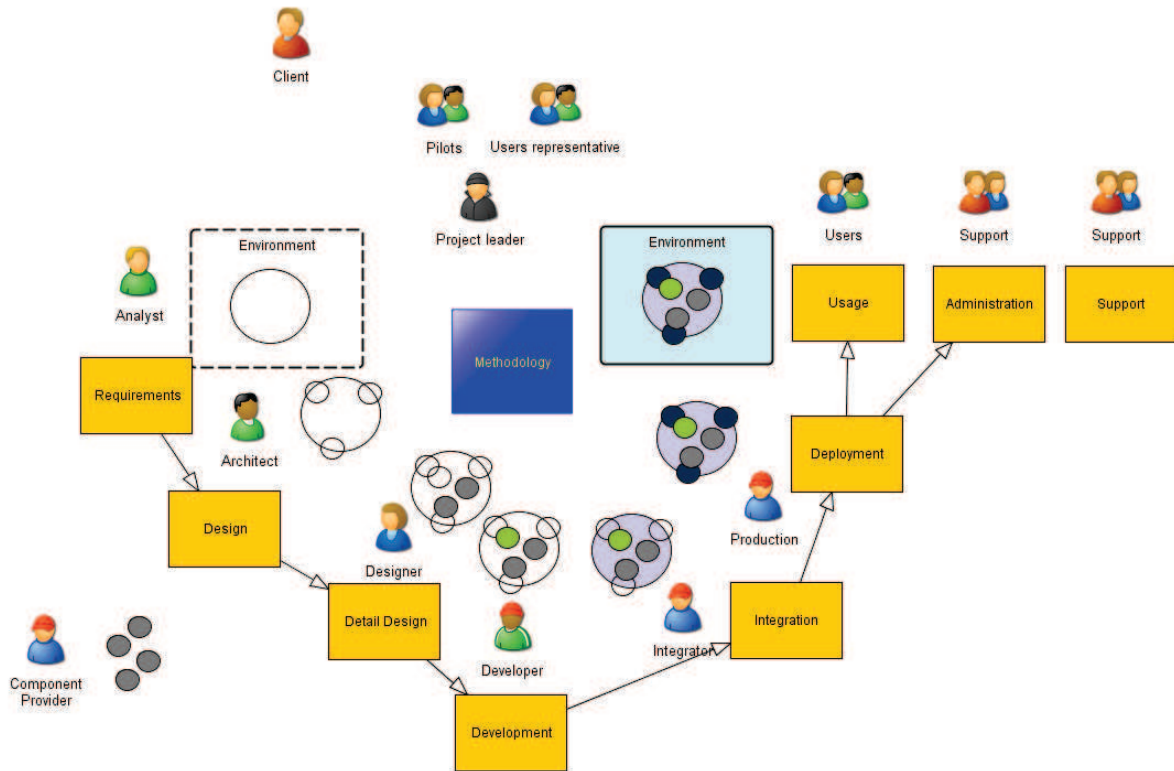 Client
Pilots
Users representative
Project leader
Users
Support
Support
Environment
Environment
Analyst
Usage
Administration
Support
Methodology
Requirements
Architect
Deployment
Design
Designer
Production
Detail Design
Developer
Integrator
Integration
Component
Provider
Development